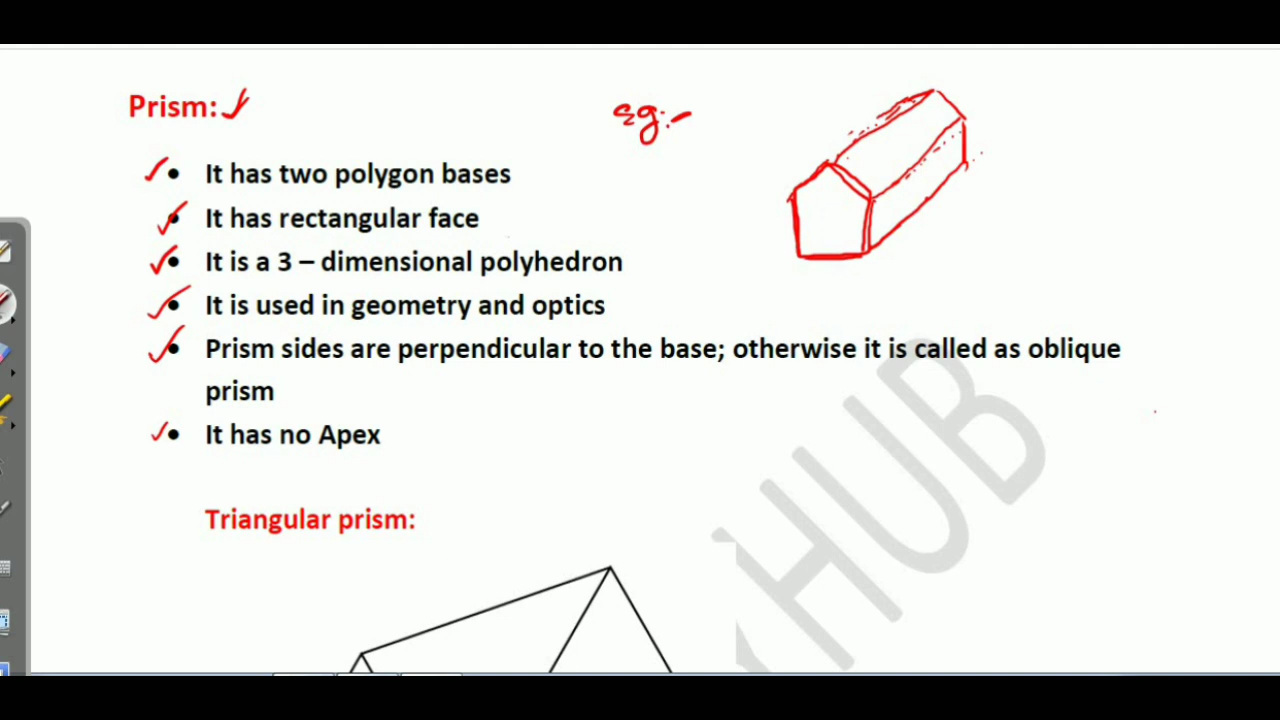 Prism:
eg:-
• It has two polygon bases
• It has rectangular face
• It is a 3 – dimensional polyhedron
• It is used in geometry and optics
• Prism sides are perpendicular to the base; otherwise it is called as oblique
prism
• It has no Apex
Triangular prism:
HUB